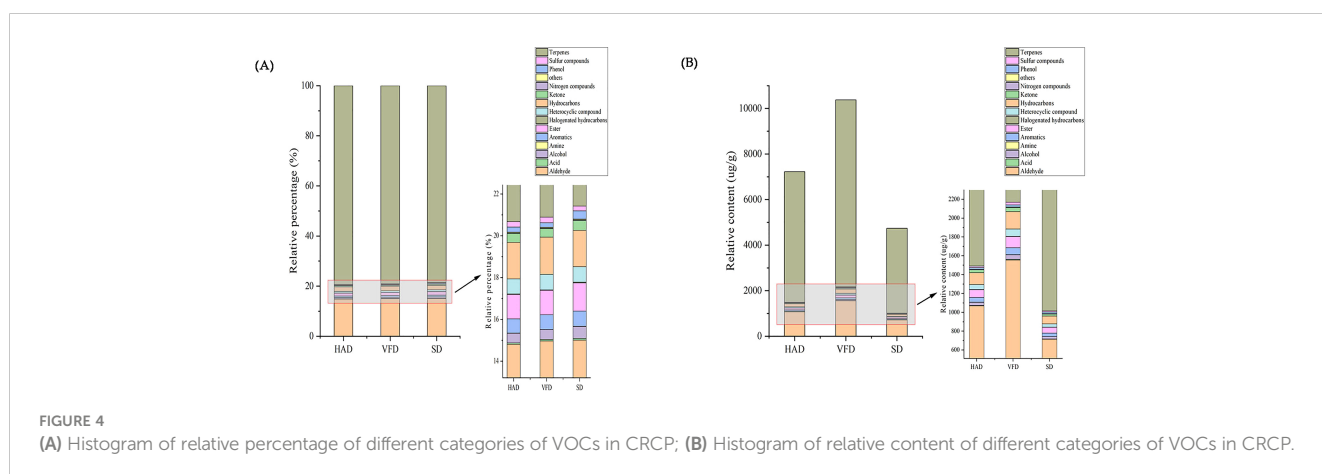 (A)
Terpenes
Sulfur compounds
Phenol
others
Nitrogen compounds
Ketone
Hydrocarbons
Heterocyclic compound
Halogenated hydrocarbons
Ester
Aromatics
Amine
Alcohol
Acid
Aldehyde
Relative percentage (%)
100
80
60
40
20
0
HAD VFD SD
Relative percentage (%)
22
20
18
16
14
HAD VFD SD
(B)
Terpenes
Sulfur compounds
Phenol
others
Nitrogen compounds
Ketone
Hydrocarbons
Heterocyclic compound
Halogenated hydrocarbons
Ester
Aromatics
Amine
Alcohol
Acid
Aldehyde
Relative content (ug/g)
10000
8000
6000
4000
2000
0
HAD VFD SD
Relative content (ug/g)
2200
2000
1800
1600
1400
1200
1000
800
600
HAD VFD SD
FIGURE 4
(A) Histogram of relative percentage of different categories of VOCs in CRCP; (B) Histogram of relative content of different categories of VOCs in CRCP.